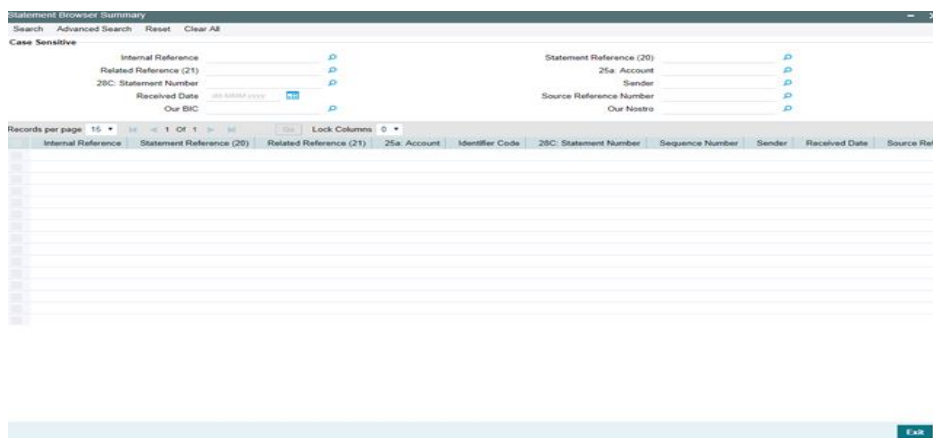 Statement Browser Summary
Search Advanced Search Reset Clear All
Case Sensitive
Internal Reference Statement Reference (20)
Related Reference (21) 25a: Account
28C: Statement Number Sender
Received Date dd-MMM-yyyy Source Reference Number
Our BIC Our Nostro
Records per page 15 1 Of 1 Go Lock Columns 0
Internal Reference Statement Reference (20) Related Reference (21) 25a: Account Identifier Code 28C: Statement Number Sequence Number Sender Received Date Source Ref
Exit